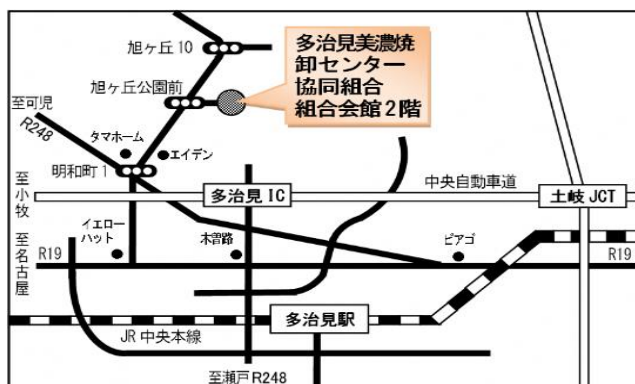 旭ヶ丘10
多治見美濃焼
卸センター
協同組合
組合会館2階
旭ヶ丘公園前
至可児
R248
タマホーム
エイデン
明和町1
至小牧
多治見IC
中央自動車道
土岐JCT
至名古屋
イエロー
ハット
木曽路
ピアゴ
R19
R19
多治見駅
JR中央本線
至瀬戸R248